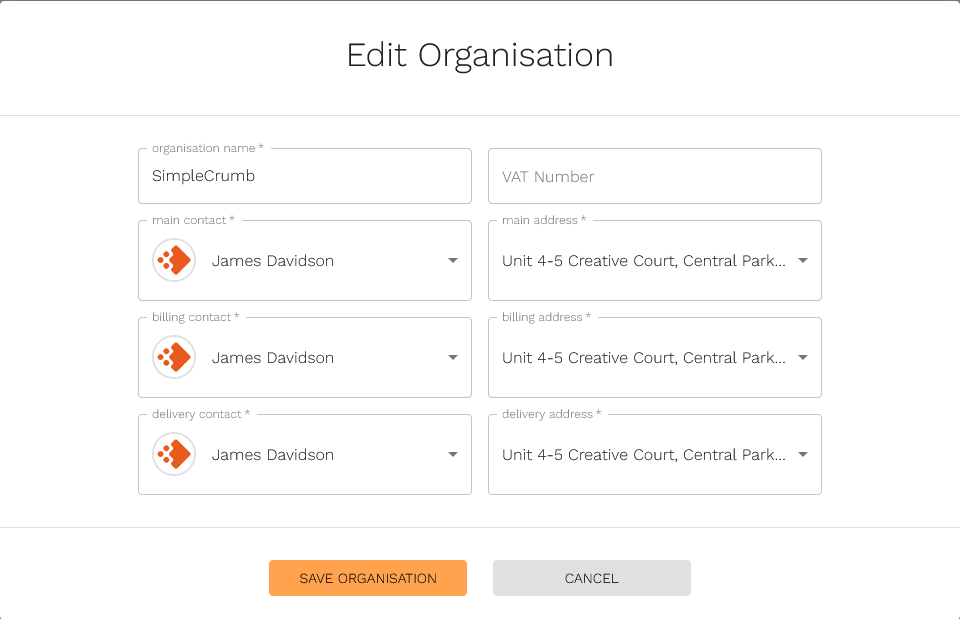 Edit Organisation
organisation name *
SimpleCrumb
VAT Number
main contact *
James Davidson
main address *
Unit 4-5 Creative Court, Central Park...
billing contact *
James Davidson
billing address *
Unit 4-5 Creative Court, Central Park...
delivery contact *
James Davidson
delivery address *
Unit 4-5 Creative Court, Central Park...
SAVE ORGANISATION
CANCEL